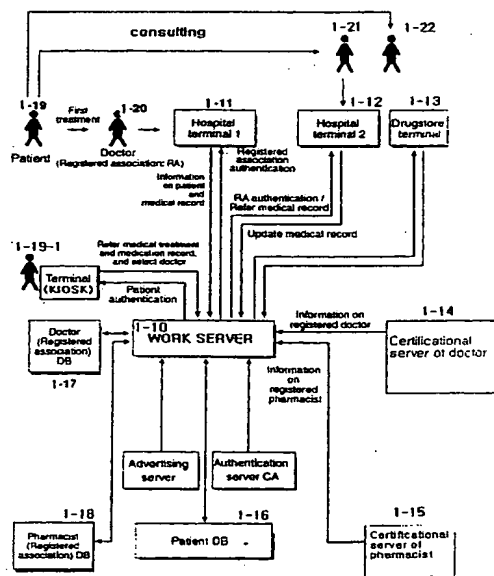 consulting
1-21
1-22
1-19
First
treatment
1-20
1-11
1-12
1-13
Hospital
terminal 1
Hospital
terminal 2
Drugstore
terminal
Patient
Doctor
(Registered association: RA)
Registered
association
authentication
Information
on patient
and
medical record
RA authentication /
Refer medical record
Update medical record
Refer medical treatment
and medication record,
and select doctor
1-19-1
Terminal
(KIOSK)
Patient
authentication
Information on
registered doctor
1-14
1-10
WORK SERVER
Doctor
(Registered
association)
DB
1-17
Certificational
server of doctor
Information
on
registered
pharmacist
Advertising
server
Authentication
server CA
1-18
1-16
1-15
Pharmacist
(Registered
association) DB
Patient DB
Certificational
server of
pharmacist